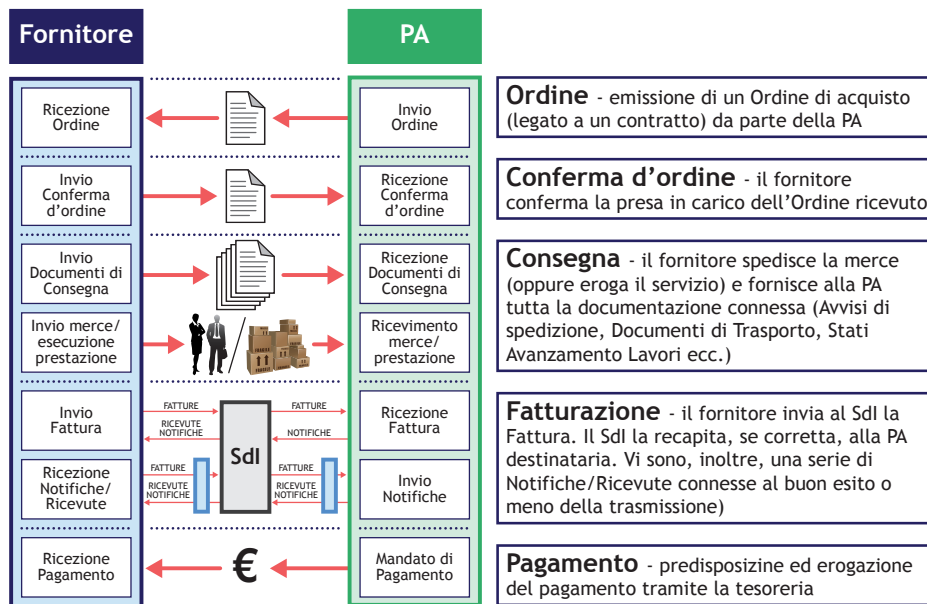 Fornitore
PA
Ricezione
Ordine
Invio
Ordine
Ordine - emissione di un Ordine di acquisto
(legato a un contratto) da parte della PA
Invio
Conferma
d'ordine
Ricezione
Conferma
d'ordine
Conferma d'ordine - il fornitore
conferma la presa in carico dell'Ordine ricevuto
Invio
Documenti di
Consegna
Ricezione
Documenti di
Consegna
Invio merce/
esecuzione
prestazione
Ricevimento
merce/
prestazione
Consegna - il fornitore spedisce la merce
(oppure eroga il servizio) e fornisce alla PA
tutta la documentazione connessa (Avvisi di
spedizione, Documenti di Trasporto, Stati
Avanzamento Lavori ecc.)
Invio
Fattura
FATTURE
RICEVUTE
NOTIFICHE
SdI
FATTURE
NOTIFICHE
Ricezione
Fattura
Ricezione
Notifiche/
Ricevute
FATTURE
RICEVUTE
NOTIFICHE
FATTURE
RICEVUTE
NOTIFICHE
Invio
Notifiche
Fatturazione - il fornitore invia al SdI la
Fattura. Il SdI la recapita, se corretta, alla PA
destinataria. Vi sono, inoltre, una serie di
Notifiche/Ricevute connesse al buon esito o
meno della trasmissione)
Ricezione
Pagamento
€
Mandato di
Pagamento
Pagamento - predisposizine ed erogazione
del pagamento tramite la tesoreria